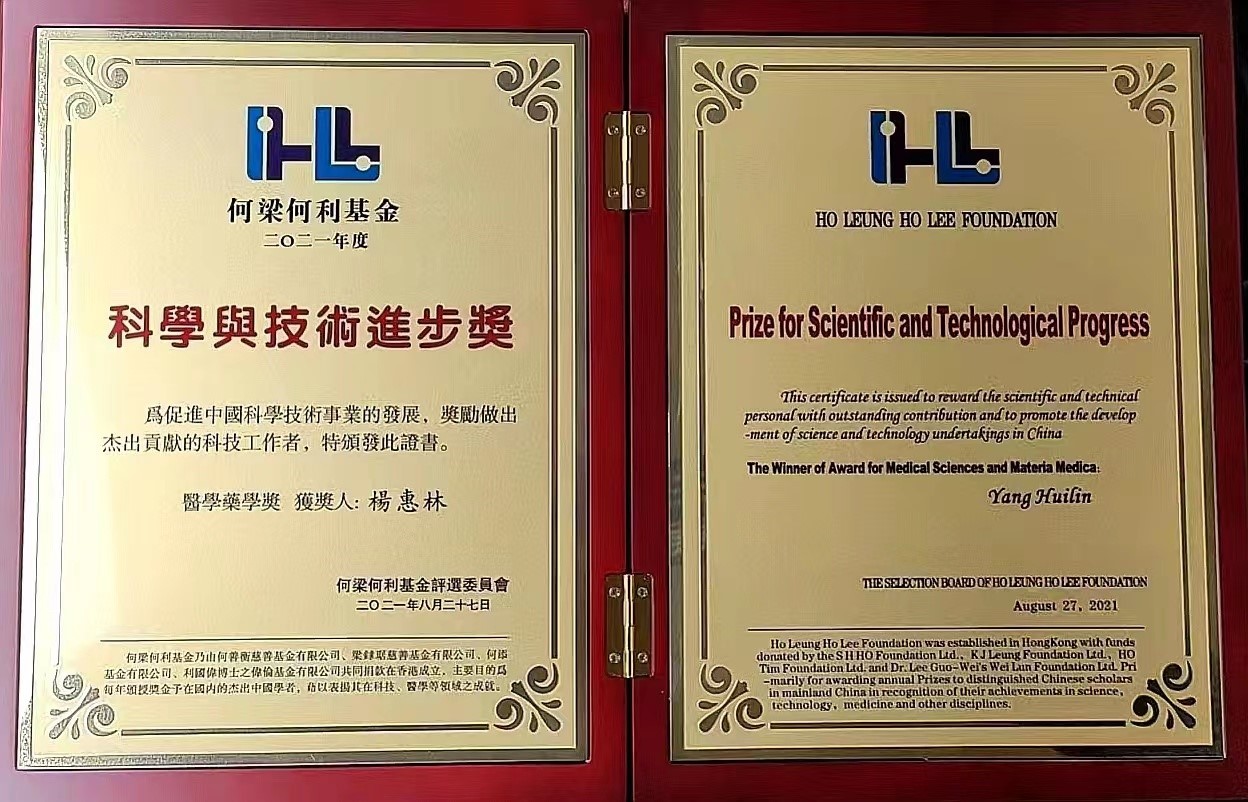 何梁何利基金
二〇二一年度
科學與技術進步獎
爲促進中國科學技術事業的發展，獎勵做出
杰出貢獻的科技工作者，特頒發此證書。
醫學藥學獎 獲獎人：楊惠林
何梁何利基金評選委員會
二〇二一年八月二十七日
何梁何利基金乃由何善衡慈善基金有限公司、梁銶琚慈善基金有限公司、何添
基金有限公司、利國偉博士之偉倫基金有限公司共同捐款在香港成立，主要目的爲
每年頒授獎金予在國内的杰出中國學者，藉以表揚其在科技、醫學等領域之成就。
HO LEUNG HO LEE FOUNDATION
Prize for Scientific and Technological Progress
This certificate is issued to reward the scientific and technical
personal with outstanding contribution and to promote the develop
-ment of science and technology undertakings in China
The Winner of Award for Medical Sciences and Materia Medica:
Yang Huilin
THE SELECTION BOARD OF HO LEUNG HO LEE FOUNDATION
August 27, 2021
Ho Leung Ho Lee Foundation was established in HongKong with funds
donated by the S H HO Foundation Ltd., K J Leung Foundation Ltd., HO
Tim Foundation Ltd. and Dr. Lee Guo-Wei's Wei Lun Foundation Ltd. Pri
-marily for awarding annual Prizes to distinguished Chinese scholars
in mainland China in recognition of their achievements in science,
technology, medicine and other disciplines.